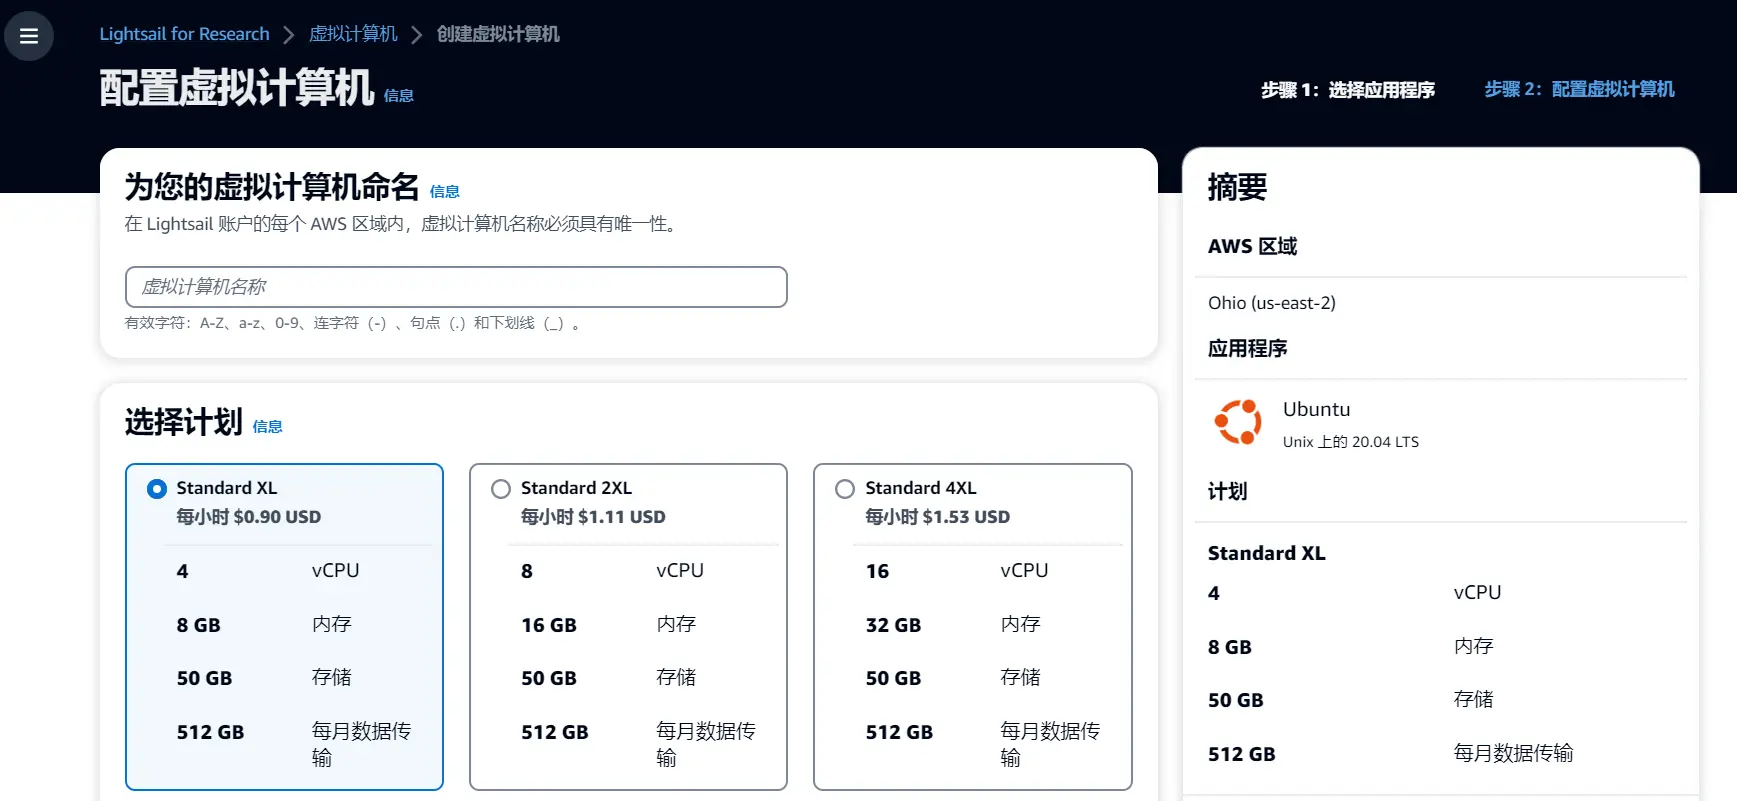 Lightsail for Research > 虚拟计算机 > 创建虚拟计算机
配置虚拟计算机 信息
步骤 1：选择应用程序
步骤 2：配置虚拟计算机
为您的虚拟计算机命名 信息
在 Lightsail 账户的每个 AWS 区域内，虚拟计算机名称必须具有唯一性。
虚拟计算机名称
有效字符：A-Z、a-z、0-9、连字符（-）、句点（.）和下划线（_）。
选择计划 信息
Standard XL
每小时 $0.90 USD
4 vCPU
8 GB 内存
50 GB 存储
512 GB 每月数据传
输
Standard 2XL
每小时 $1.11 USD
8 vCPU
16 GB 内存
50 GB 存储
512 GB 每月数据传
输
Standard 4XL
每小时 $1.53 USD
16 vCPU
32 GB 内存
50 GB 存储
512 GB 每月数据传
输
摘要
AWS 区域
Ohio (us-east-2)
应用程序
Ubuntu
Unix 上的 20.04 LTS
计划
Standard XL
4 vCPU
8 GB 内存
50 GB 存储
512 GB 每月数据传输